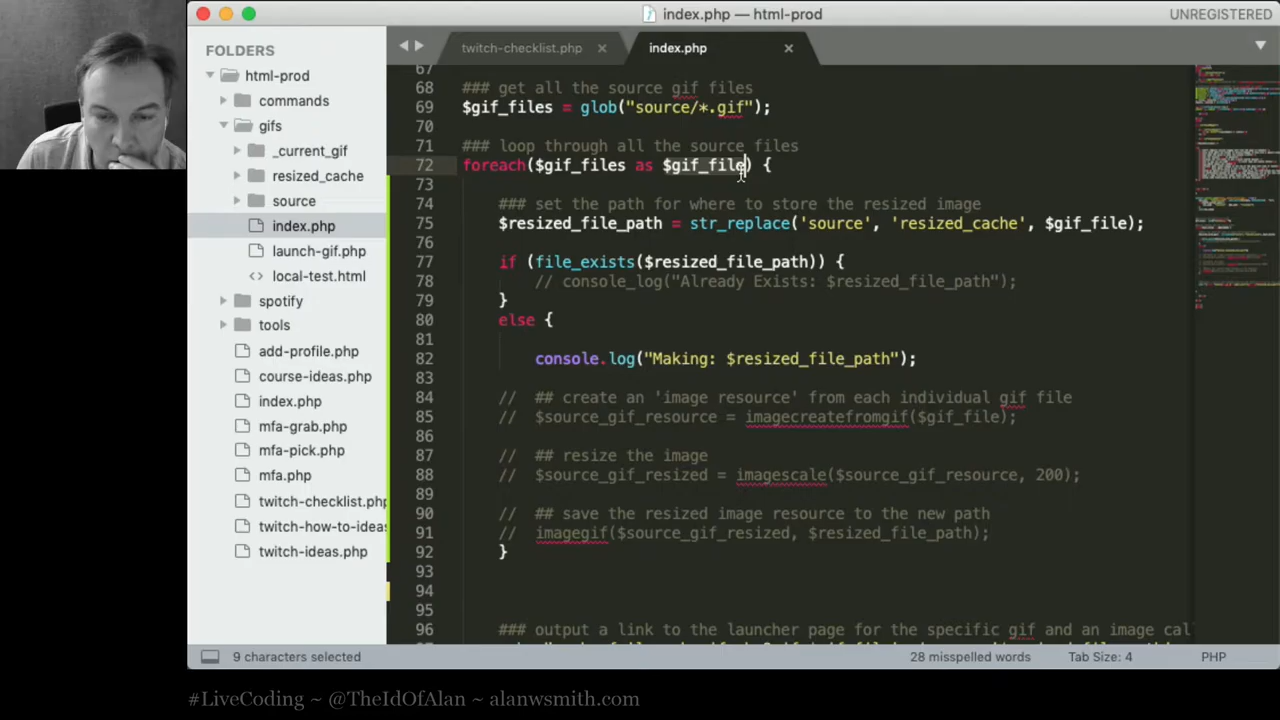 index.php — html-prod
UNREGISTERED
FOLDERS
html-prod
commands
gifs
_current_gif
resized_cache
source
index.php
launch-gif.php
local-test.html
spotify
tools
add-profile.php
course-ideas.php
index.php
mfa-grab.php
mfa-pick.php
mfa.php
twitch-checklist.php
twitch-how-to-ideas
twitch-ideas.php
twitch-checklist.php
index.php
67
68 ### get all the source gif files
69 $gif_files = glob("source/*.gif");
70
71 ### loop through all the source files
72 foreach($gif_files as $gif_file) {
73
74 ### set the path for where to store the resized image
75 $resized_file_path = str_replace('source', 'resized_cache', $gif_file);
76
77 if (file_exists($resized_file_path)) {
78 // console_log("Already Exists: $resized_file_path");
79 }
80 else {
81
82 console.log("Making: $resized_file_path");
83
84 // ## create an 'image resource' from each individual gif file
85 // $source_gif_resource = imagecreatefromgif($gif_file);
86
87 // ## resize the image
88 // $source_gif_resized = imagescale($source_gif_resource, 200);
89
90 // ## save the resized image resource to the new path
91 // imagegif($source_gif_resized, $resized_file_path);
92 }
93
94
95
96 ### output a link to the launcher page for the specific gif and an image cal
9 characters selected
28 misspelled words
Tab Size: 4
PHP
#LiveCoding ~ @TheIdOfAlan ~ alanwsmith.com